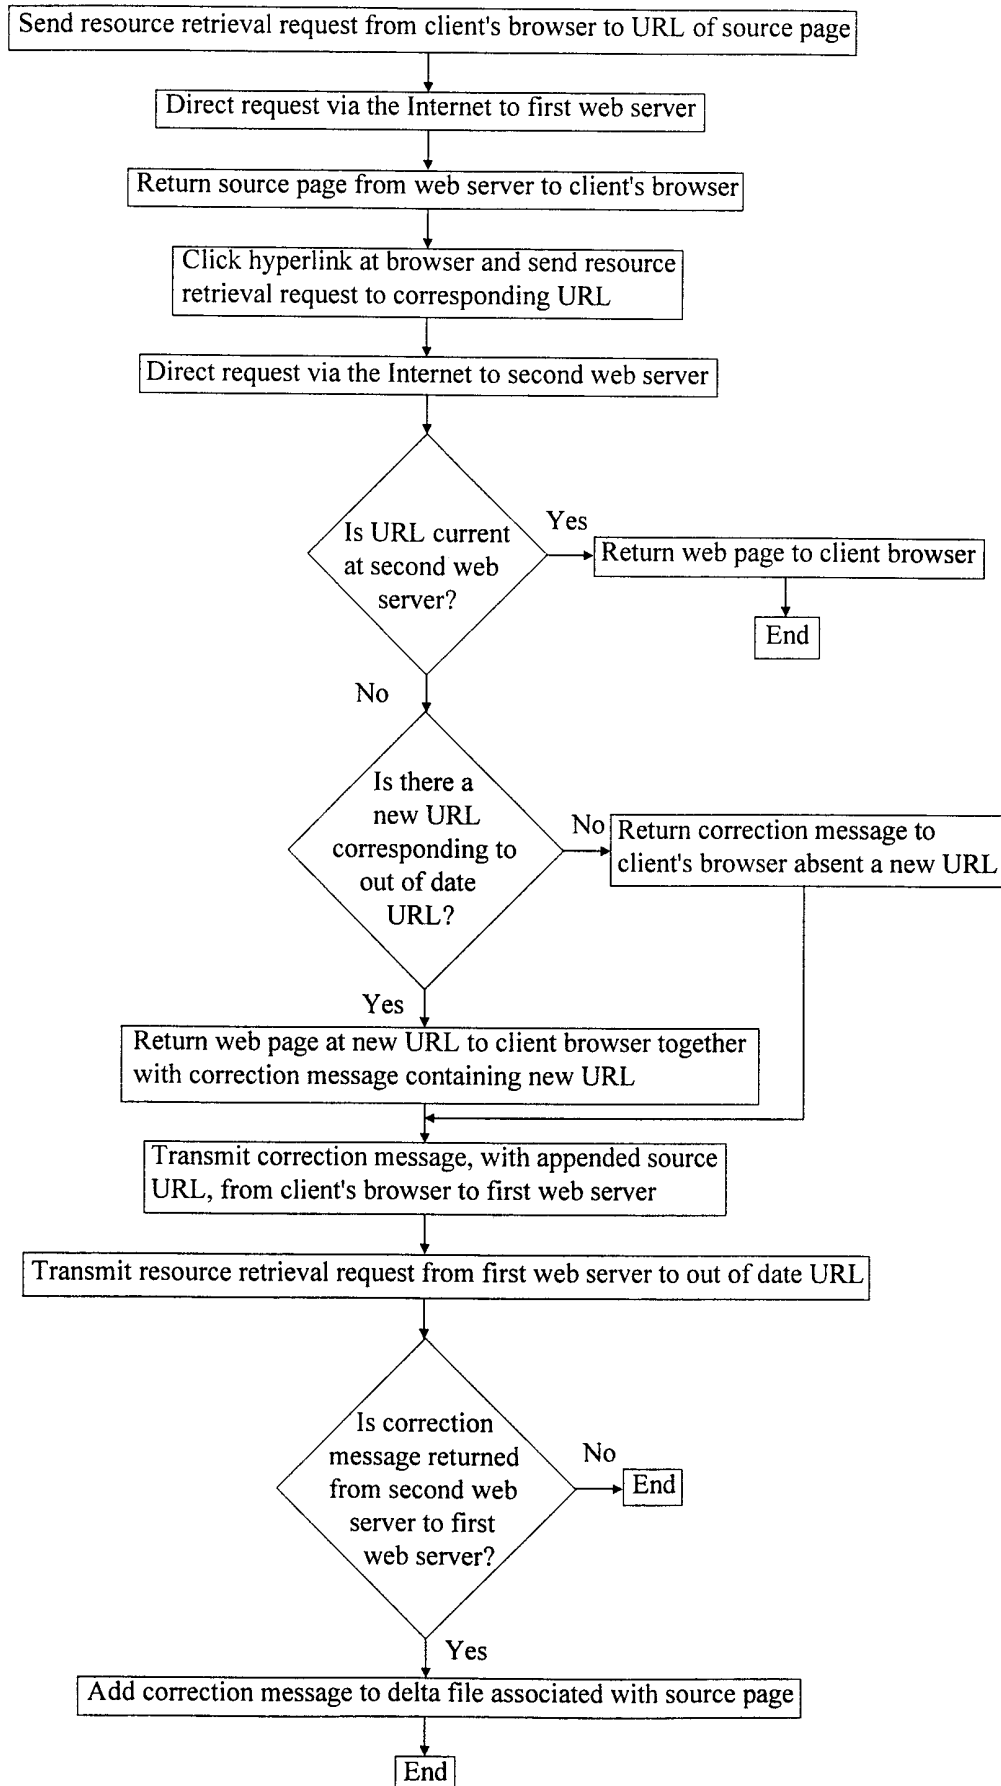 Send resource retrieval request from client's browser to URL of source page
Direct request via the Internet to first web server
Return source page from web server to client's browser
Click hyperlink at browser and send resource
retrieval request to corresponding URL
Direct request via the Internet to second web server
Is URL current
at second web
server?
Yes
Return web page to client browser
End
No
Is there a
new URL
corresponding to
out of date
URL?
No
Return correction message to
client's browser absent a new URL
Yes
Return web page at new URL to client browser together
with correction message containing new URL
Transmit correction message, with appended source
URL, from client's browser to first web server
Transmit resource retrieval request from first web server to out of date URL
Is correction
message returned
from second web
server to first
web server?
No
End
Yes
Add correction message to delta file associated with source page
End